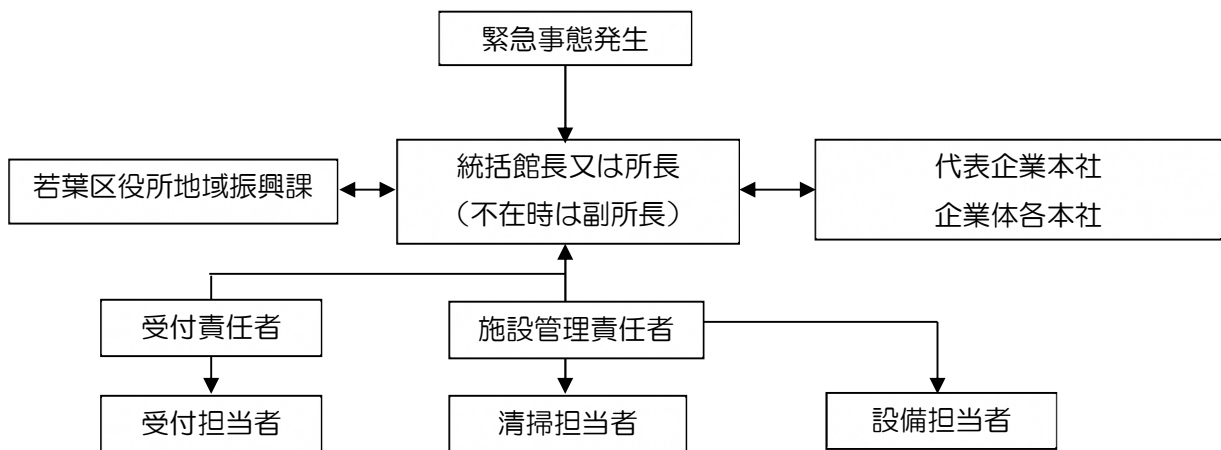 緊急事態発生
若葉区役所地域振興課
統括館長又は所長
（不在時は副所長）
代表企業本社
企業体各本社
受付責任者
施設管理責任者
受付担当者
清掃担当者
設備担当者